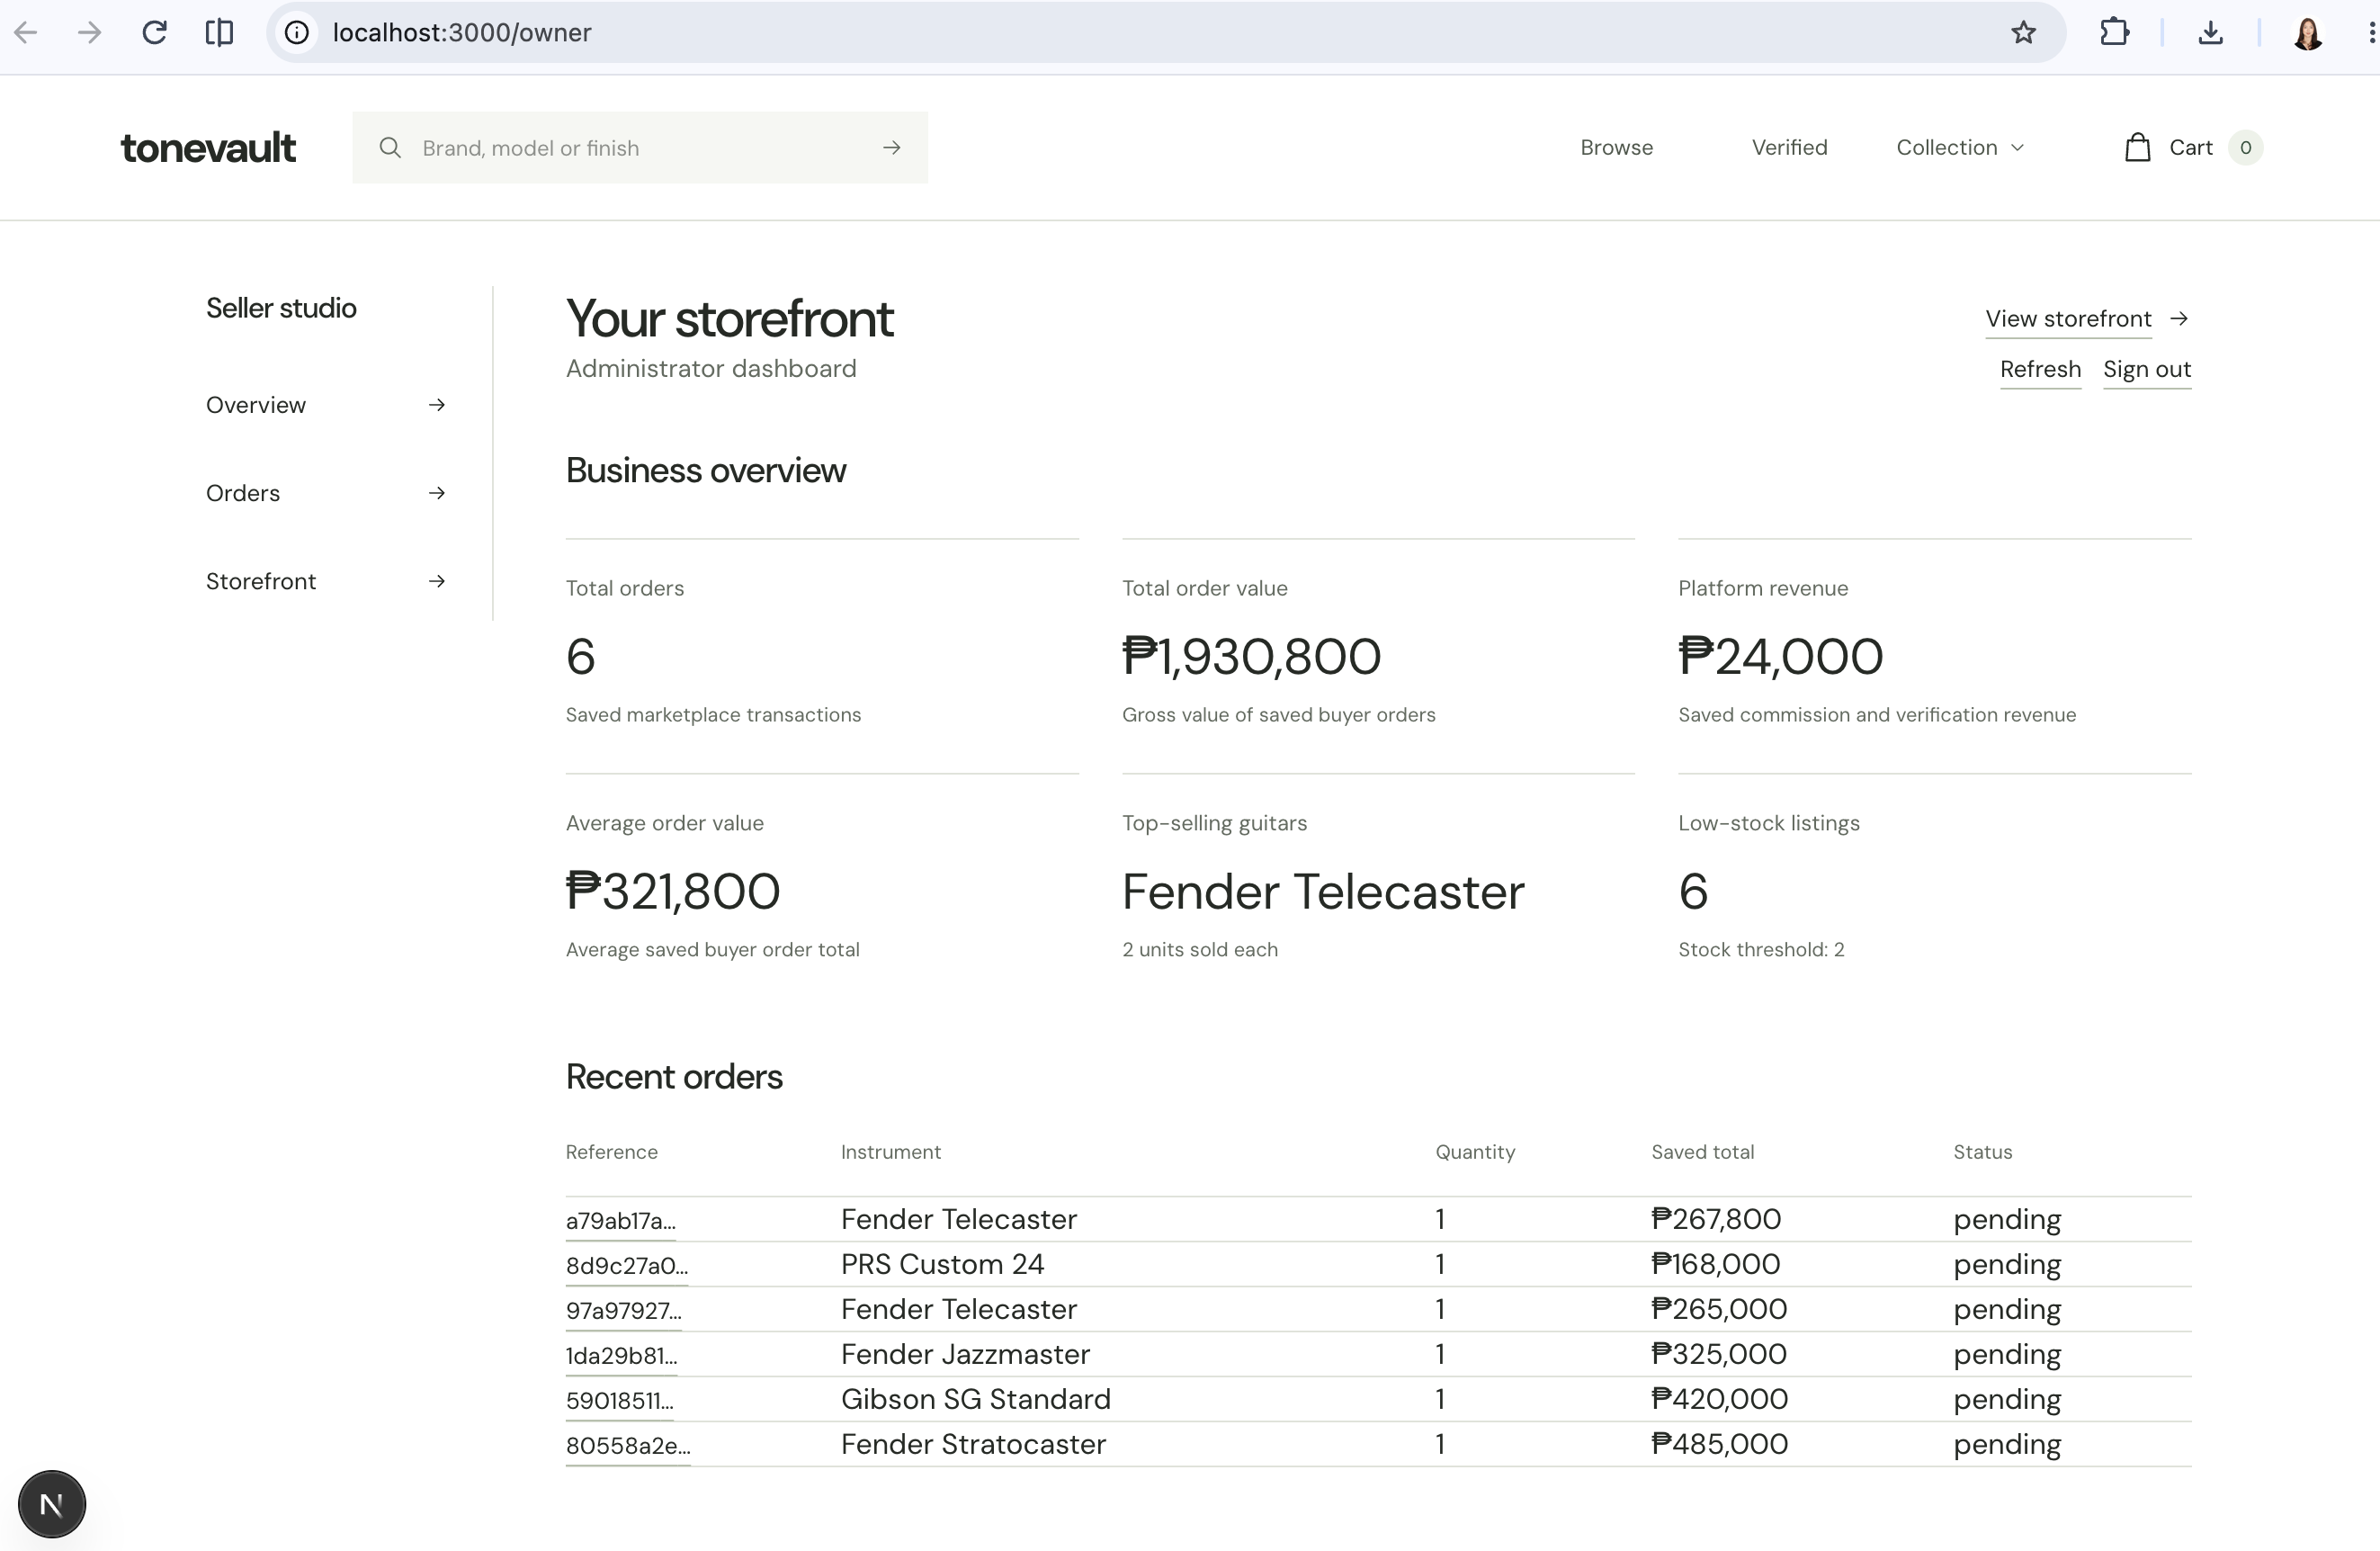 localhost:3000/owner
tonevault
Brand, model or finish
Browse
Verified
Collection
Cart 0
Seller studio
Overview
Orders
Storefront
Your storefront
Administrator dashboard
View storefront
Refresh Sign out
Business overview
Total orders
6
Saved marketplace transactions
Total order value
₱1,930,800
Gross value of saved buyer orders
Platform revenue
₱24,000
Saved commission and verification revenue
Average order value
₱321,800
Average saved buyer order total
Top-selling guitars
Fender Telecaster
2 units sold each
Low-stock listings
6
Stock threshold: 2
Recent orders
Reference Instrument Quantity Saved total Status
a79ab17a... Fender Telecaster 1 ₱267,800 pending
8d9c27a0... PRS Custom 24 1 ₱168,000 pending
97a97927... Fender Telecaster 1 ₱265,000 pending
1da29b81... Fender Jazzmaster 1 ₱325,000 pending
59018511... Gibson SG Standard 1 ₱420,000 pending
80558a2e... Fender Stratocaster 1 ₱485,000 pending
N